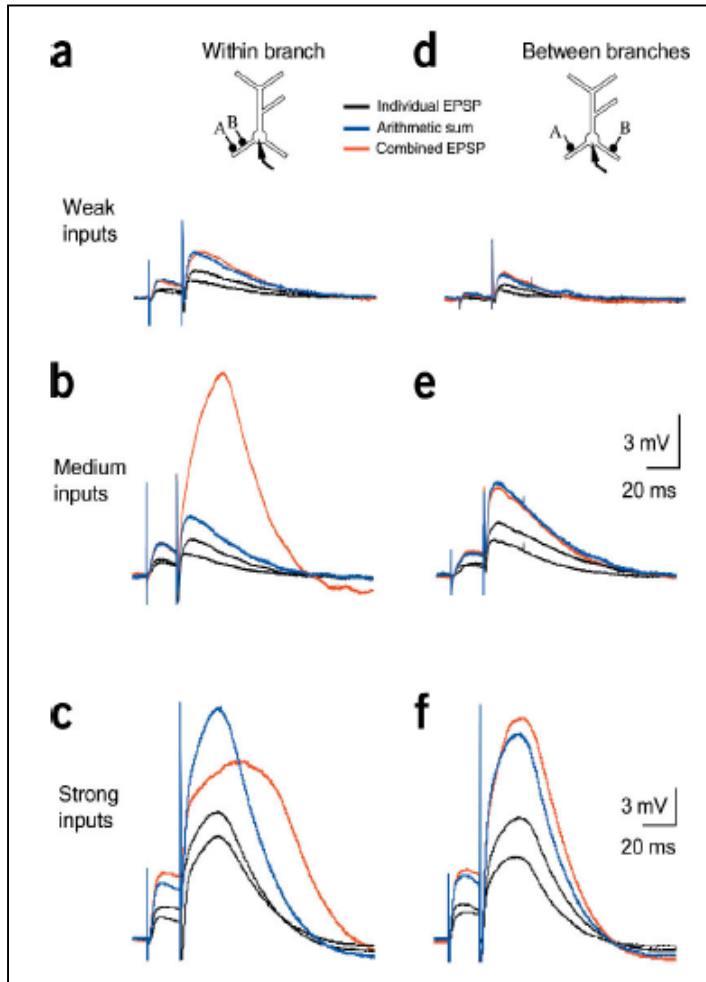 a Within branch d Between branches
Individual EPSP
Arithmetic sum
Combined EPSP
A B
A B
Weak
inputs
b e
3 mV
20 ms
Medium
inputs
c f
Strong
inputs
3 mV
20 ms